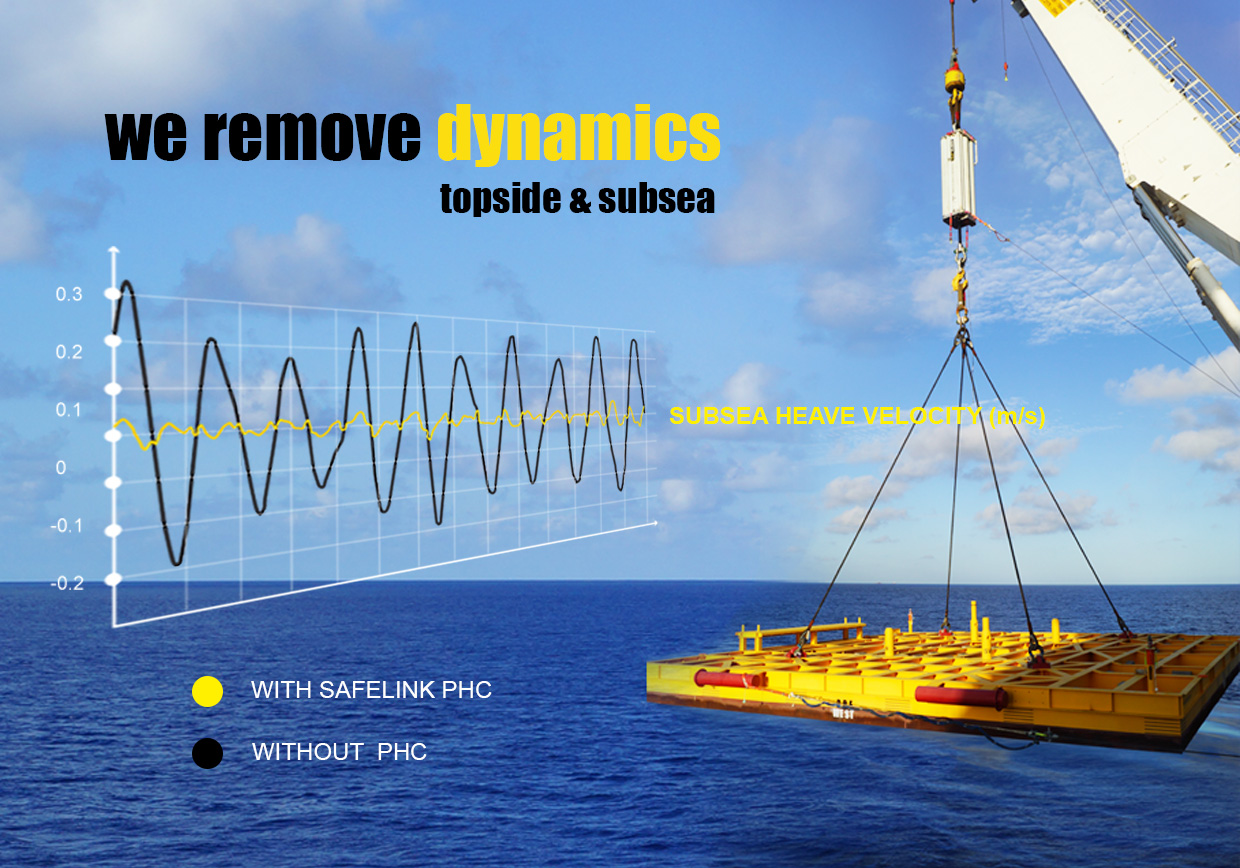 we remove dynamics
topside & subsea
0.3
0.2
0.1
0
-0.1
-0.2
SUBSEA HEAVE VELOCITY (m/s)
WEST
WITH SAFELINK PHC
WITHOUT PHC